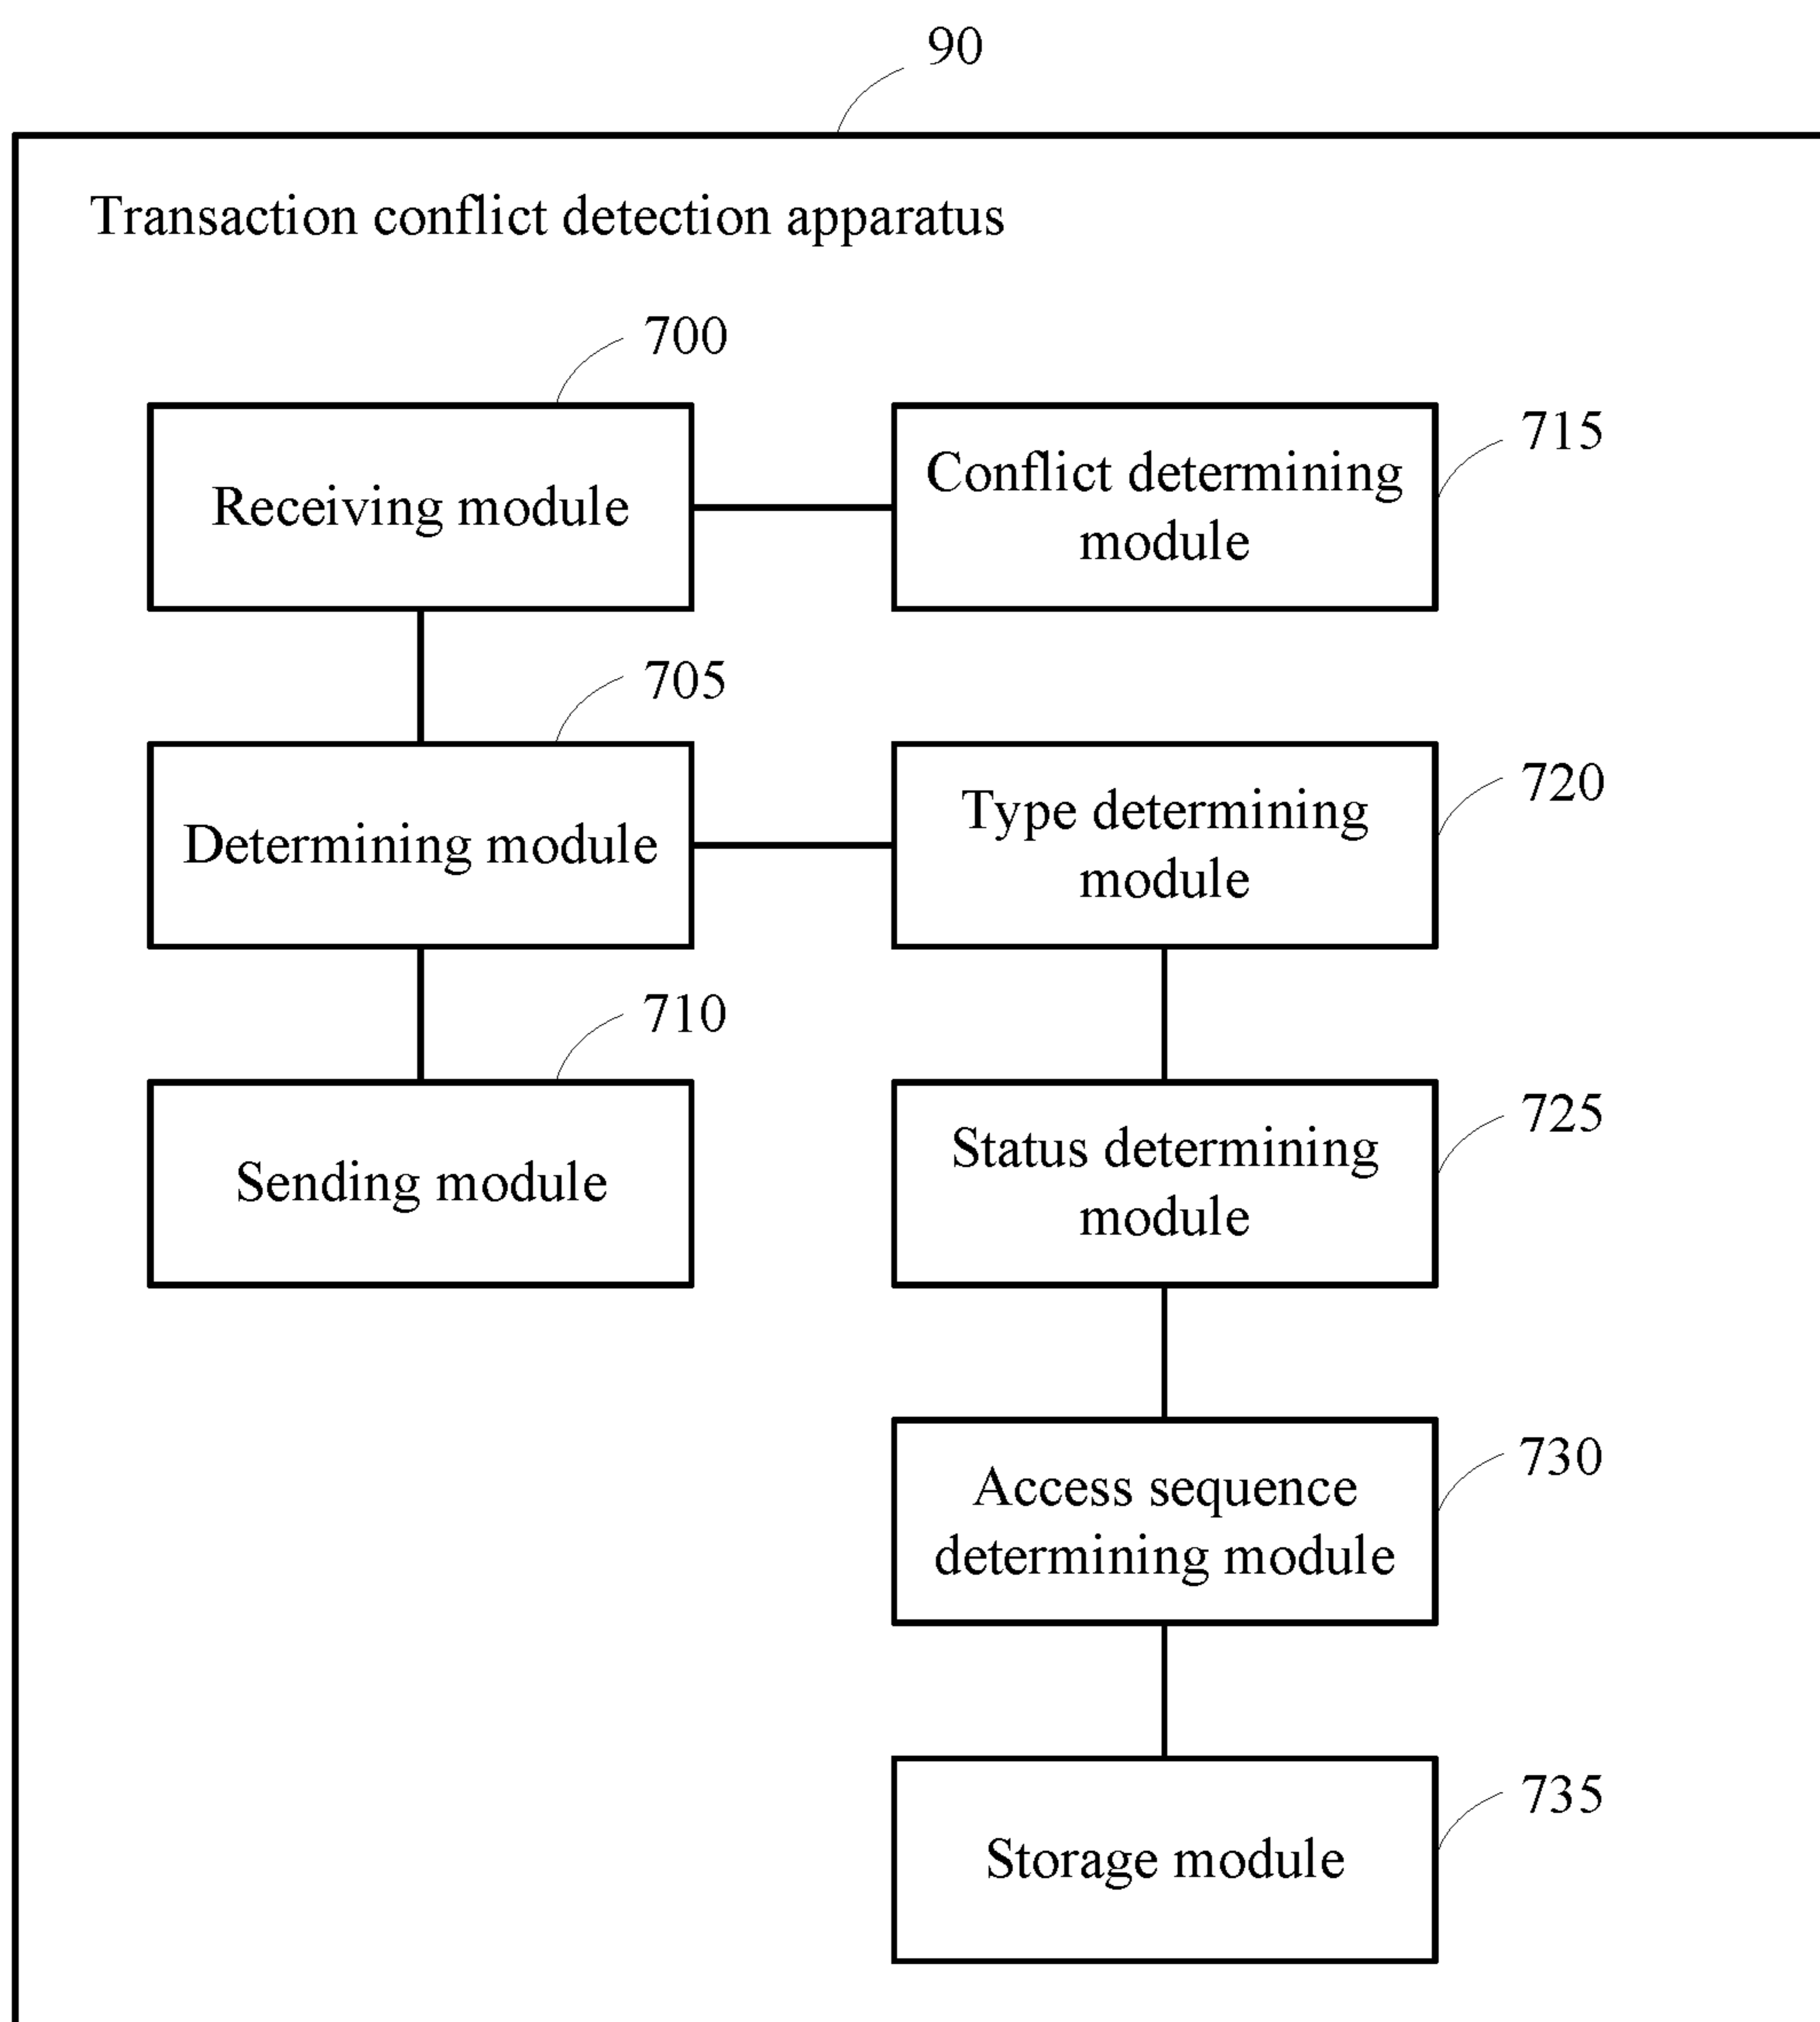 90
Transaction conflict detection apparatus
700
Receiving module
Conflict determining
module
715
705
Determining module
Type determining
module
720
710
Sending module
Status determining
module
725
Access sequence
determining module
730
Storage module
735